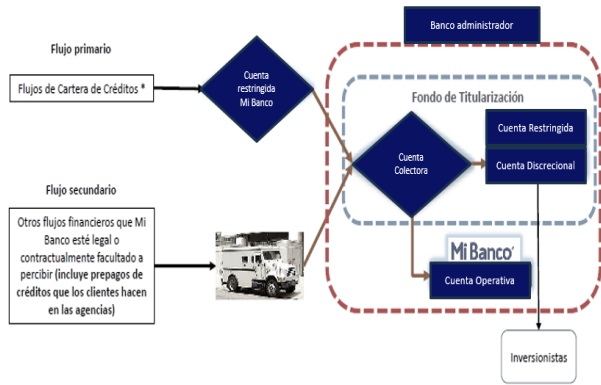 Banco administrador
Flujo primario
Flujos de Cartera de Créditos *
Cuenta
restringida
Mi Banco
Fondo de Titularización
Cuenta Restringida
Cuenta
Colectora
Cuenta Discrecional
Flujo secundario
Otros flujos financieros que Mi
Banco esté legal o
contractualmente facultado a
percibir (incluye prepagos de
créditos que los clientes hacen
en las agencias)
Mi Banco
Cuenta Operativa
Inversionistas